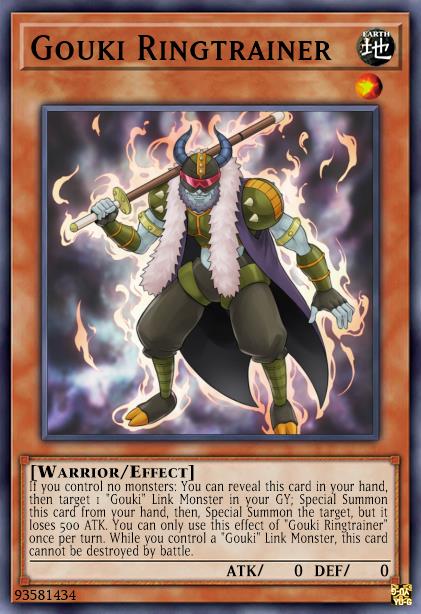 GOUKI RINGTRAINER
EARTH
地
[WARRIOR/EFFECT]
If you control no monsters: You can reveal this card in your hand,
then target 1 "Gouki" Link Monster in your GY; Special Summon
this card from your hand, then, Special Summon the target, but it
loses 500 ATK. You can only use this effect of "Gouki Ringtrainer"
once per turn. While you control a "Gouki" Link Monster, this card
cannot be destroyed by battle.
ATK/ 0 DEF/ 0
93581434